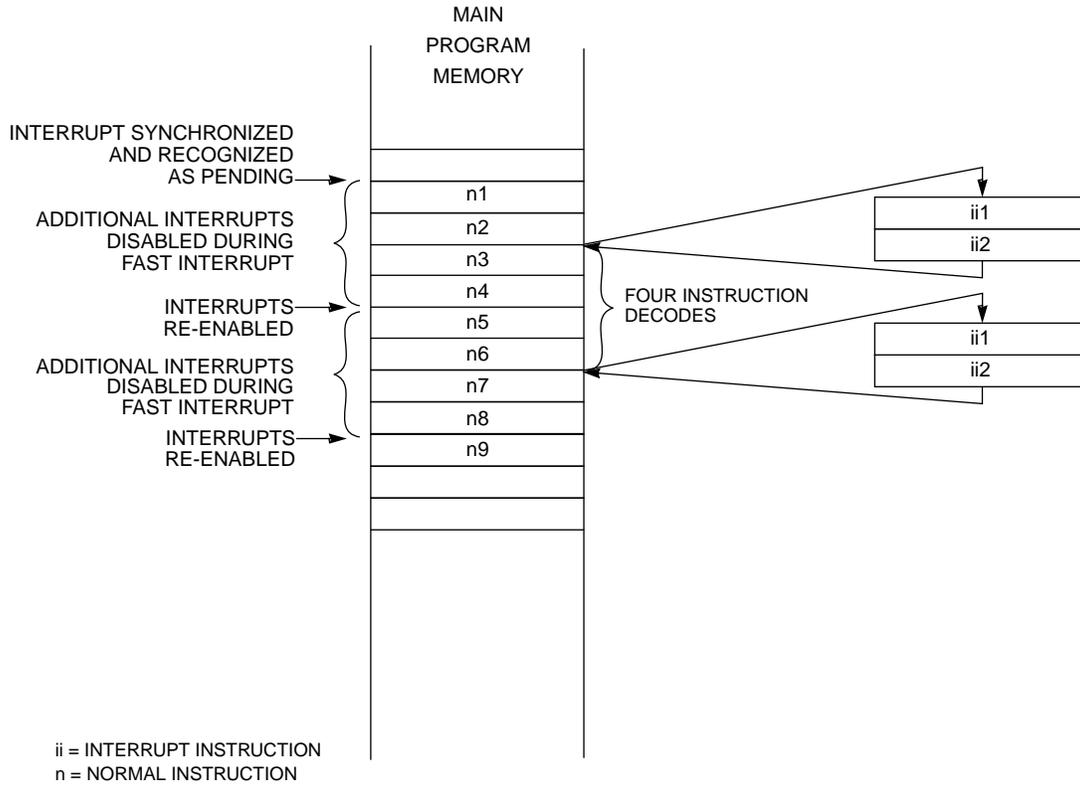 MAIN
PROGRAM
MEMORY
INTERRUPT SYNCHRONIZED
AND RECOGNIZED
AS PENDING
ADDITIONAL INTERRUPTS
DISABLED DURING
FAST INTERRUPT
INTERRUPTS
RE-ENABLED
ADDITIONAL INTERRUPTS
DISABLED DURING
FAST INTERRUPT
INTERRUPTS
RE-ENABLED
n1
n2
n3
n4
n5
n6
n7
n8
n9
FOUR INSTRUCTION
DECODES
ii1
ii2
ii1
ii2
ii = INTERRUPT INSTRUCTION
n = NORMAL INSTRUCTION